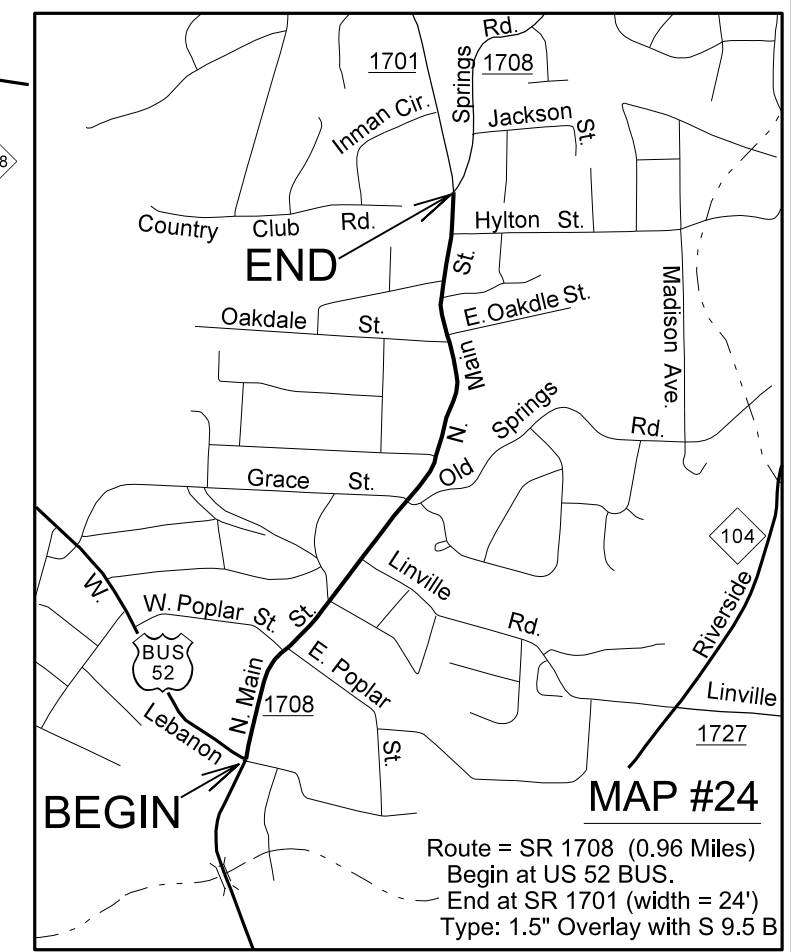 Rd.
1701
Springs
1708
Inman Cir.
Jackson
St.
8
Country Club Rd.
Hylton St.
END
St.
Madison Ave.
E. Oakdle St.
Oakdale St.
Main
N.
Old Springs Rd.
Grace St.
104
Linville Rd.
Riverside
W.
W. Poplar St.
St.
BUS
52
E. Poplar
St.
N. Main
1708
Linville
1727
Lebanon
BEGIN
MAP #24
Route = SR 1708 (0.96 Miles)
Begin at US 52 BUS.
End at SR 1701 (width = 24')
Type: 1.5" Overlay with S 9.5 B